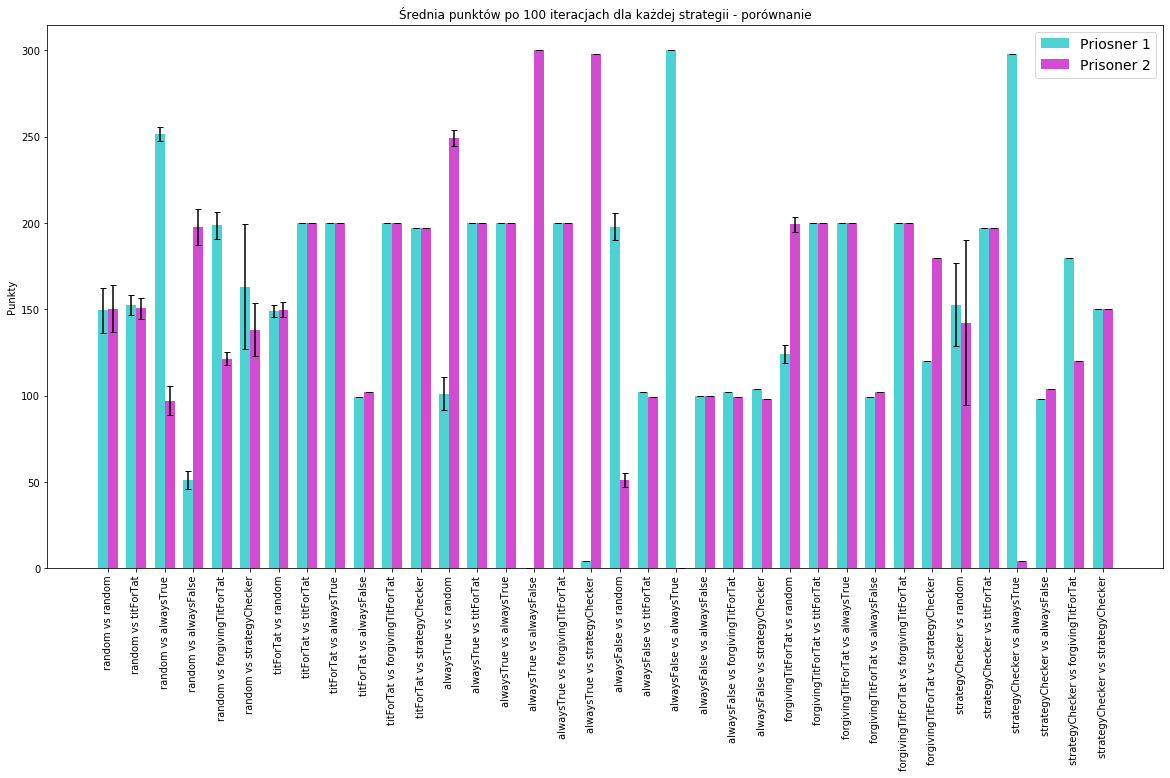 Średnia punktów po 100 iteracjach dla każdej strategii - porównanie
Priosner 1
Prisoner 2
Punkty
300
250
200
150
100
50
0
random vs random
random vs titForTat
random vs alwaysTrue
random vs alwaysFalse
random vs forgivingTitForTat
random vs strategyChecker
titForTat vs random
titForTat vs titForTat
titForTat vs alwaysTrue
titForTat vs alwaysFalse
titForTat vs forgivingTitForTat
titForTat vs strategyChecker
alwaysTrue vs random
alwaysTrue vs titForTat
alwaysTrue vs alwaysTrue
alwaysTrue vs alwaysFalse
alwaysTrue vs forgivingTitForTat
alwaysTrue vs strategyChecker
alwaysFalse vs random
alwaysFalse vs titForTat
alwaysFalse vs alwaysTrue
alwaysFalse vs alwaysFalse
alwaysFalse vs forgivingTitForTat
alwaysFalse vs strategyChecker
forgivingTitForTat vs random
forgivingTitForTat vs titForTat
forgivingTitForTat vs alwaysTrue
forgivingTitForTat vs alwaysFalse
forgivingTitForTat vs forgivingTitForTat
forgivingTitForTat vs strategyChecker
strategyChecker vs random
strategyChecker vs titForTat
strategyChecker vs alwaysTrue
strategyChecker vs alwaysFalse
strategyChecker vs forgivingTitForTat
strategyChecker vs strategyChecker